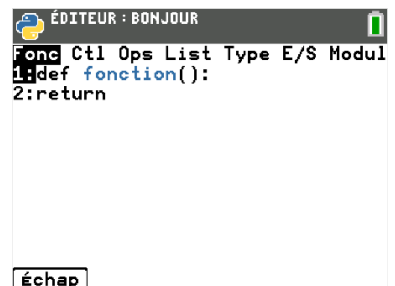 ÉDITEUR : BONJOUR
Fonc Ctl Ops List Type E/S Modul
1:def fonction():
2:return
Échap